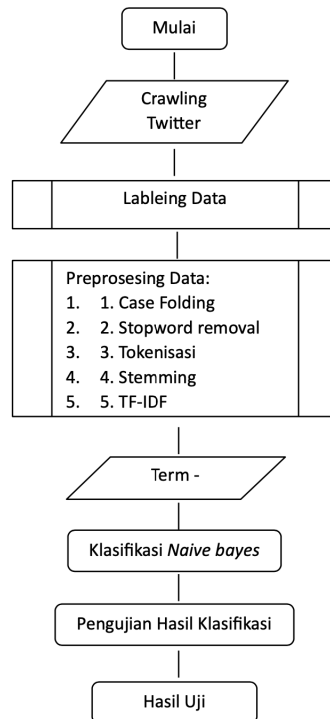 Mulai
Crawling
Twitter
Lableing Data
Preprosesing Data:
1. 1. Case Folding
2. 2. Stopword removal
3. 3. Tokenisasi
4. 4. Stemming
5. 5. TF-IDF
Term -
Klasifikasi Naive bayes
Pengujian Hasil Klasifikasi
Hasil Uji